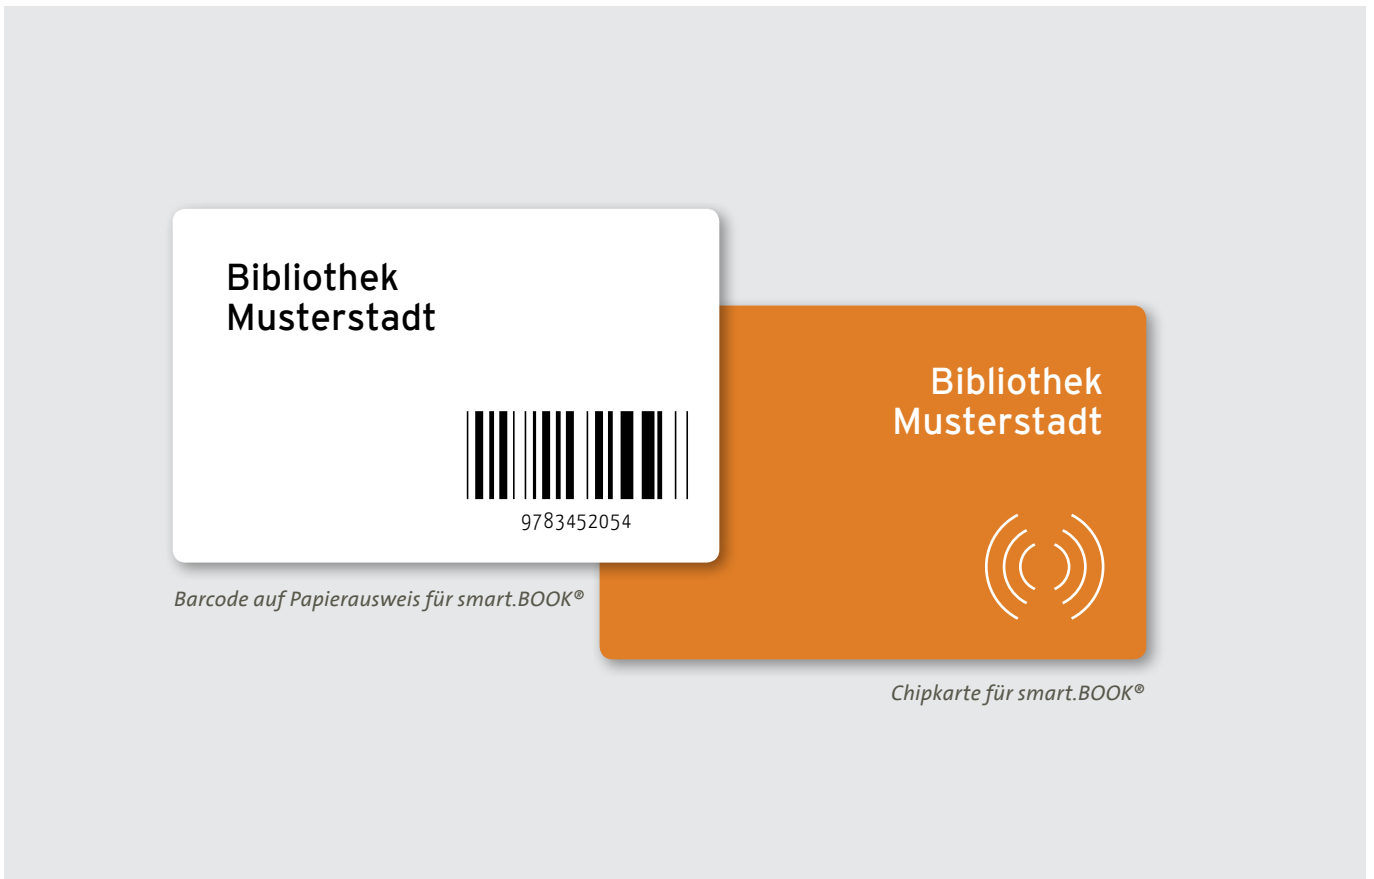 Bibliothek
Musterstadt
9783452054
Barcode auf Papierausweis für smart.BOOK®
Bibliothek
Musterstadt
Chipkarte für smart.BOOK®